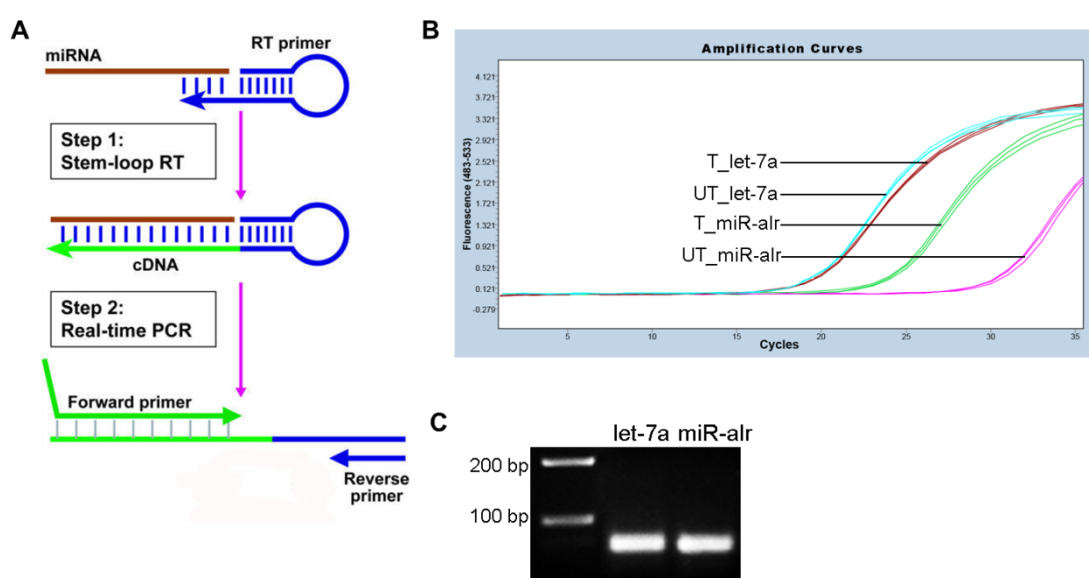 A
miRNA
RT primer
Step 1:
Stem-loop RT
cDNA
Step 2:
Real-time PCR
Forward primer
Reverse
primer
B
Amplification Curves
Fluorescence (483-533)
4.121
3.721
3.321
2.921
2.521
2.121
1.721
1.321
0.921
0.521
0.121
-0.279
T_let-7a
UT_let-7a
T_miR-alr
UT_miR-alr
5
10
15
20
25
30
35
Cycles
C
let-7a miR-alr
200 bp
100 bp